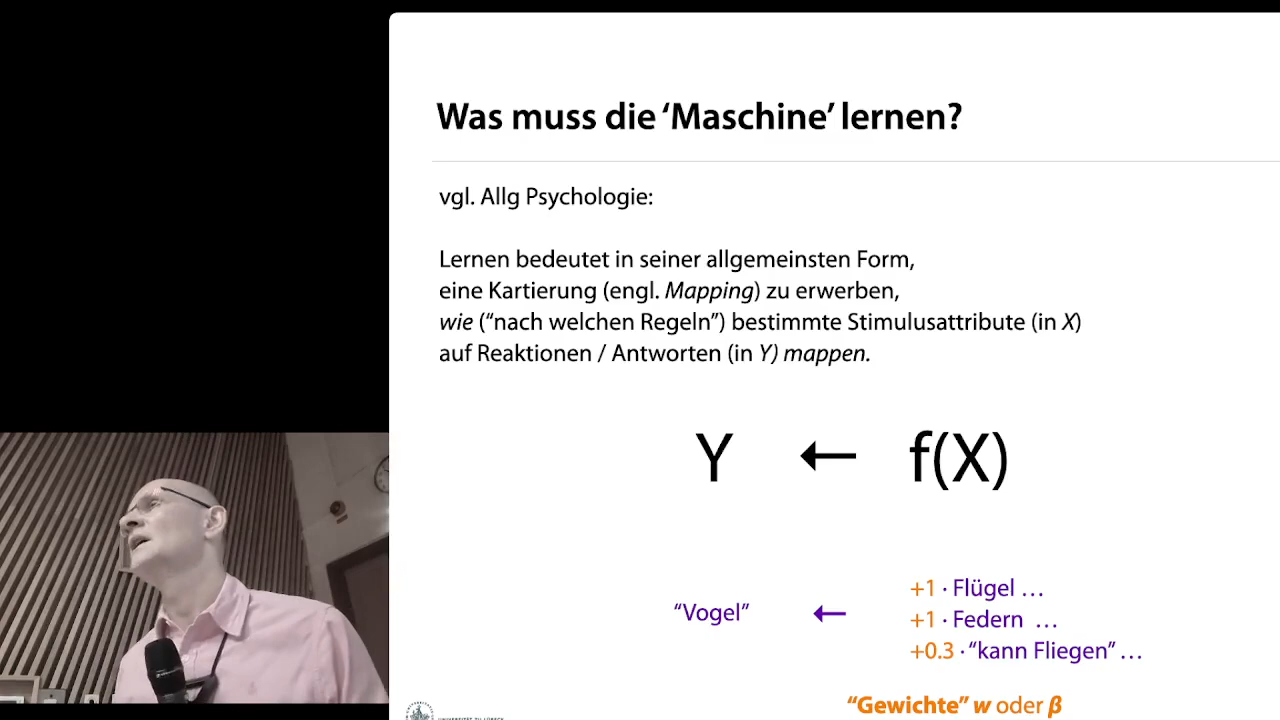 Was muss die ‘Maschine’ lernen?
vgl. Allg Psychologie:
Lernen bedeutet in seiner allgemeinsten Form,
eine Kartierung (engl. Mapping) zu erwerben,
wie (“nach welchen Regeln”) bestimmte Stimulusattribute (in X)
auf Reaktionen / Antworten (in Y) mappen.
Y ← f(X)
+1 · Flügel …
“Vogel” ← +1 · Federn …
+0.3 · “kann Fliegen” …
“Gewichte” w oder β